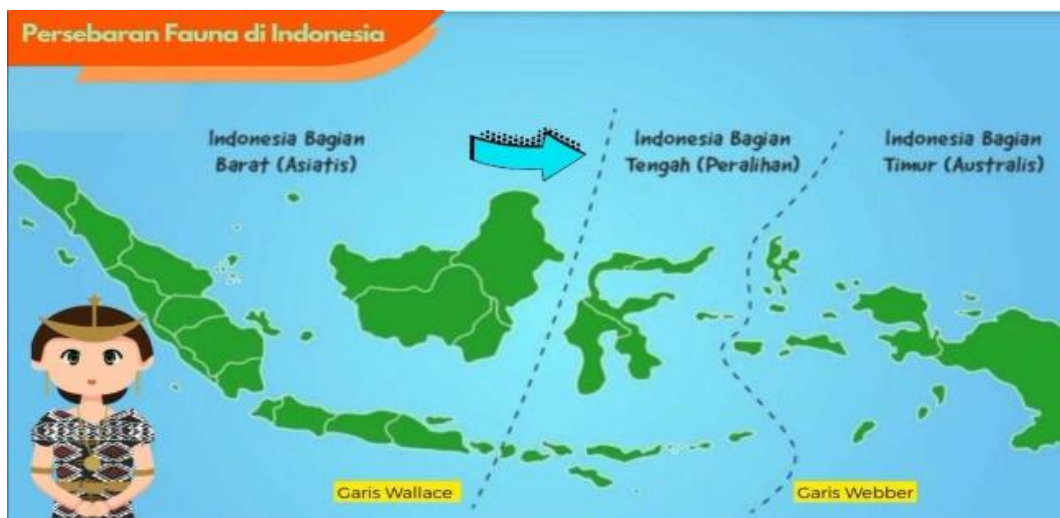 Persebaran Fauna di Indonesia
Indonesia Bagian
Barat (Asiatis)
Indonesia Bagian
Tengah (Peralihan)
Indonesia Bagian
Timur (Australis)
Garis Wallace
Garis Webber